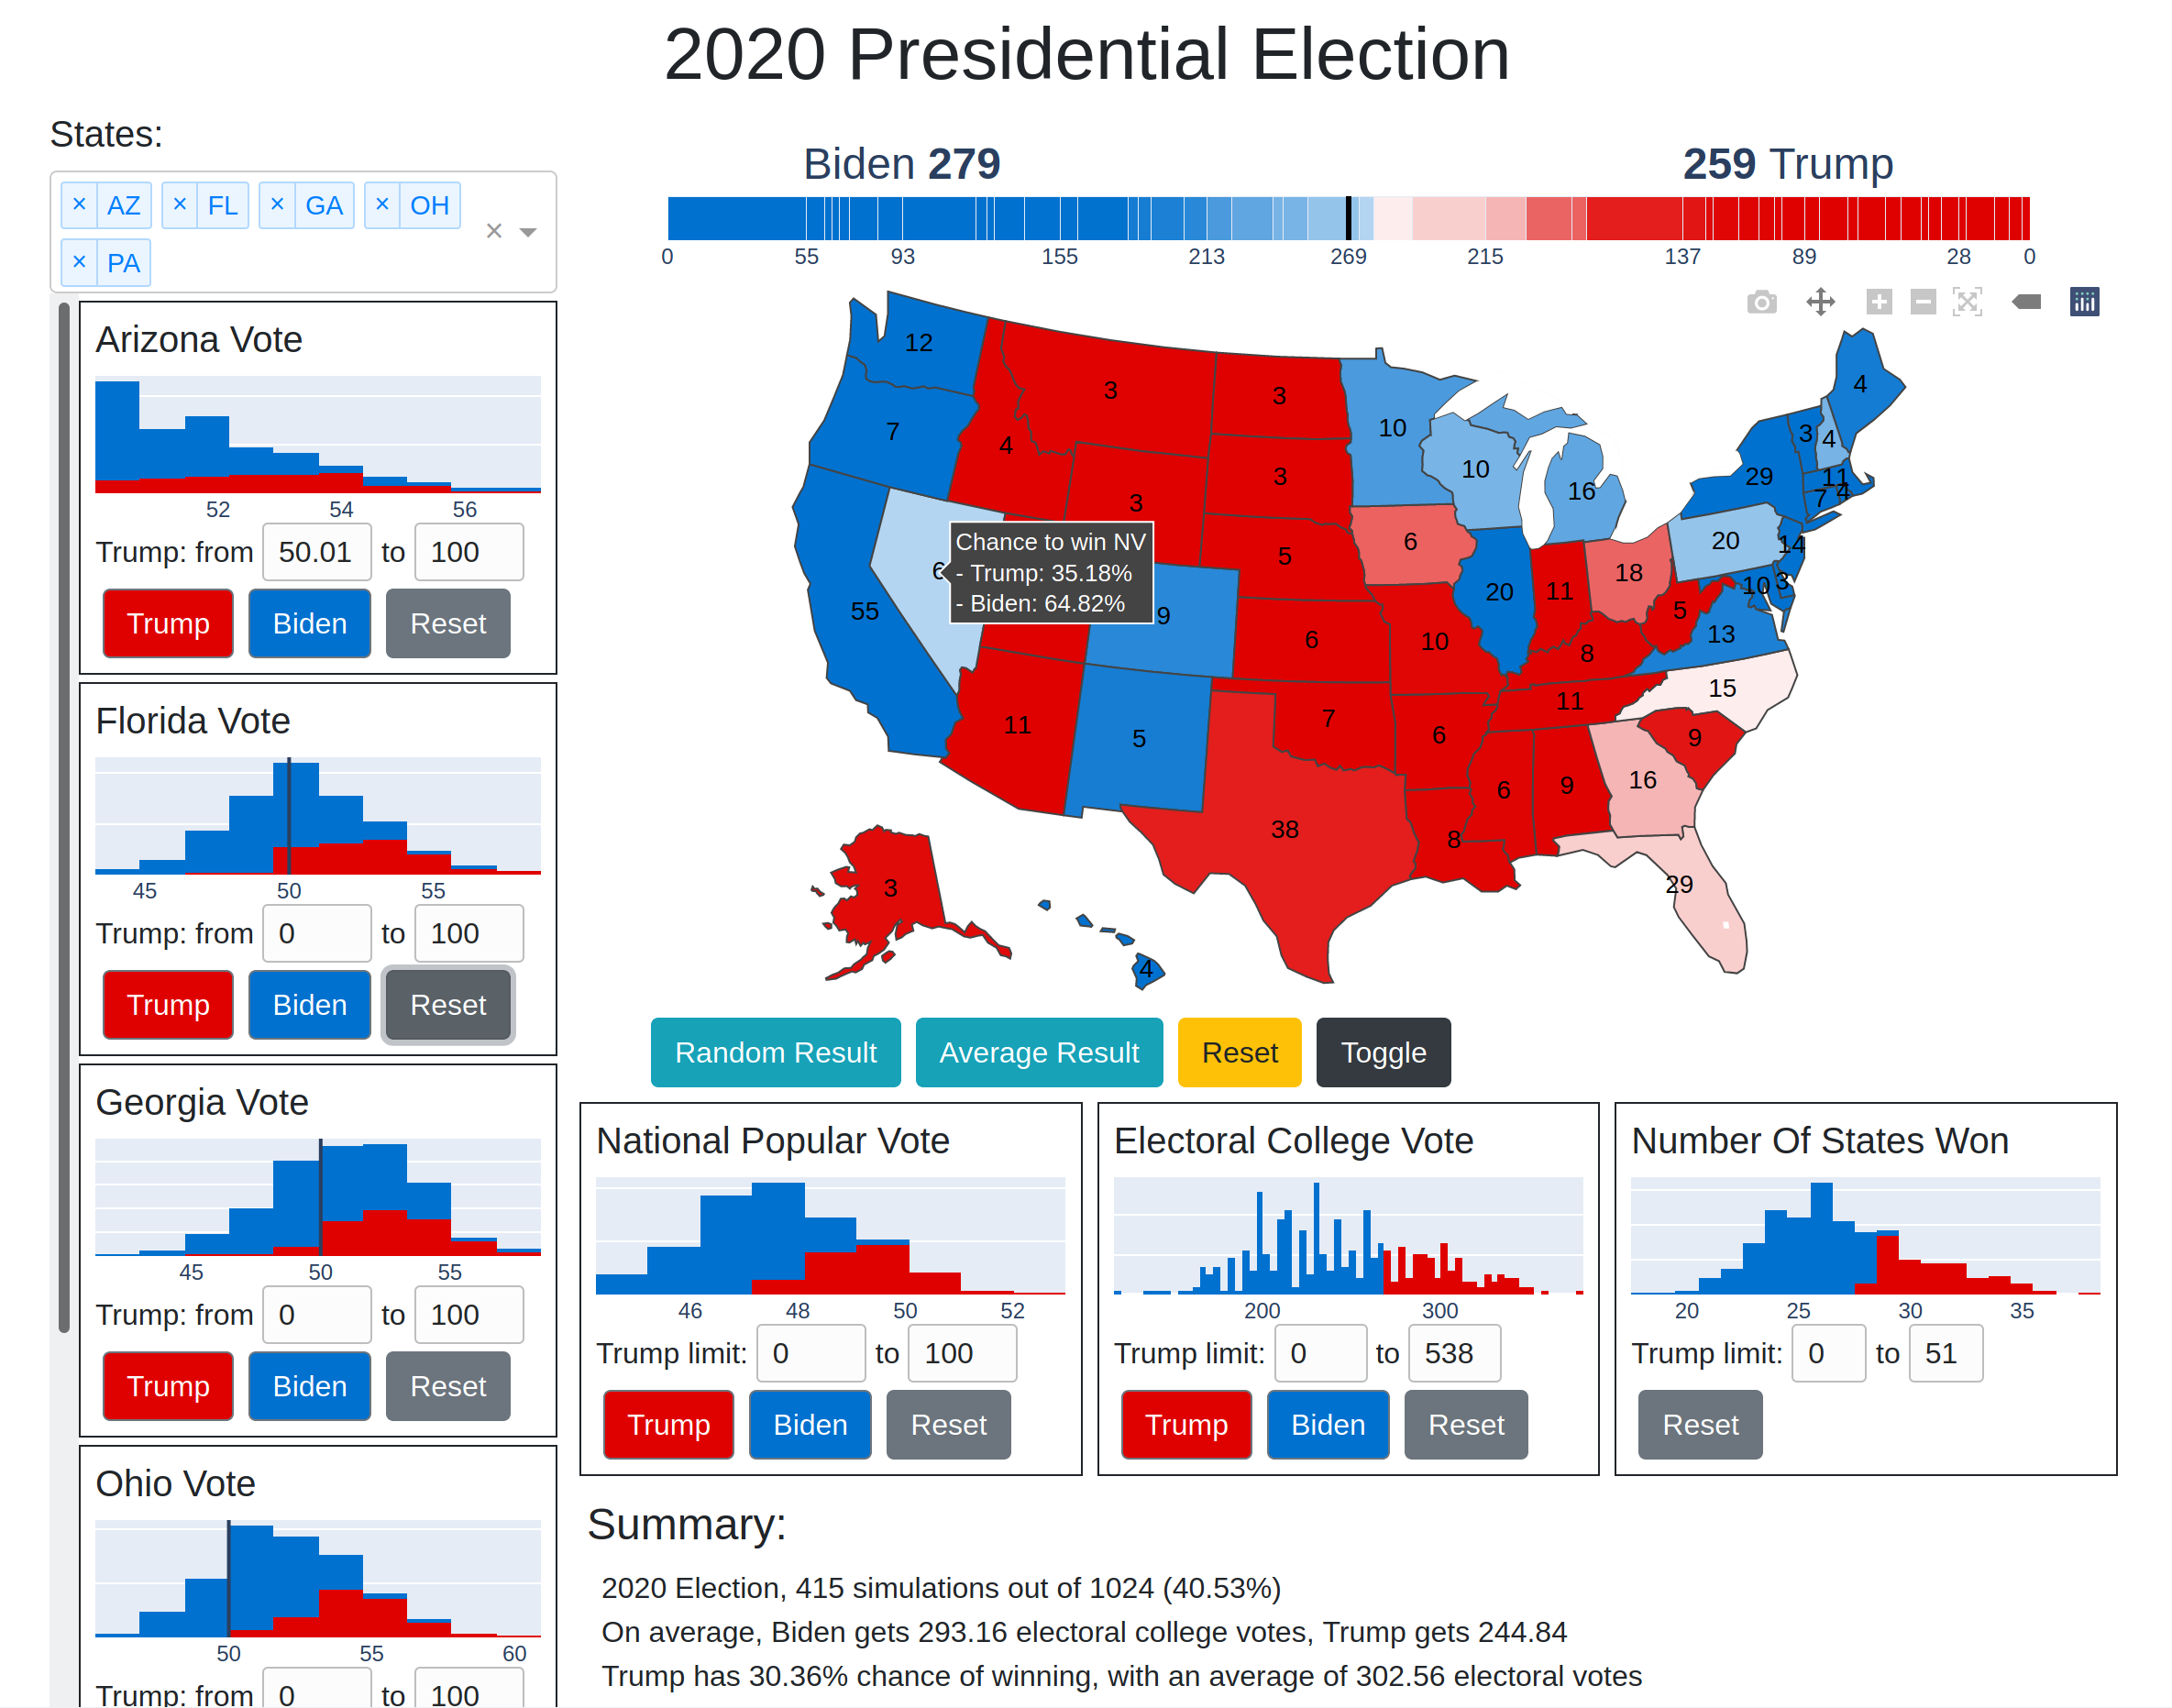 2020 Presidential Election
States:
× AZ × FL × GA × OH
× PA
×
Arizona Vote
52 54 56
Trump: from 50.01 to 100
Trump Biden Reset
Florida Vote
45 50 55
Trump: from 0 to 100
Trump Biden Reset
Georgia Vote
45 50 55
Trump: from 0 to 100
Trump Biden Reset
Ohio Vote
50 55 60
Trump: from 0 to 100
Biden 279 259 Trump
0 55 93 155 213 269 215 137 89 28 0
12
3
3
4
10
7
4
3
4
10
29
3
11
16
7
4
3
6
5
6
20
14
Chance to win NV
- Trump: 35.18%
- Biden: 64.82%
9
55
20
11
18
10
3
5
13
6
10
8
15
11
11
5
7
6
9
16
6
9
38
8
3
29
4
Random Result Average Result Reset Toggle
National Popular Vote
46 48 50 52
Trump limit: 0 to 100
Trump Biden Reset
Electoral College Vote
200 300
Trump limit: 0 to 538
Trump Biden Reset
Number Of States Won
20 25 30 35
Trump limit: 0 to 51
Reset
Summary:
2020 Election, 415 simulations out of 1024 (40.53%)
On average, Biden gets 293.16 electoral college votes, Trump gets 244.84
Trump has 30.36% chance of winning, with an average of 302.56 electoral votes